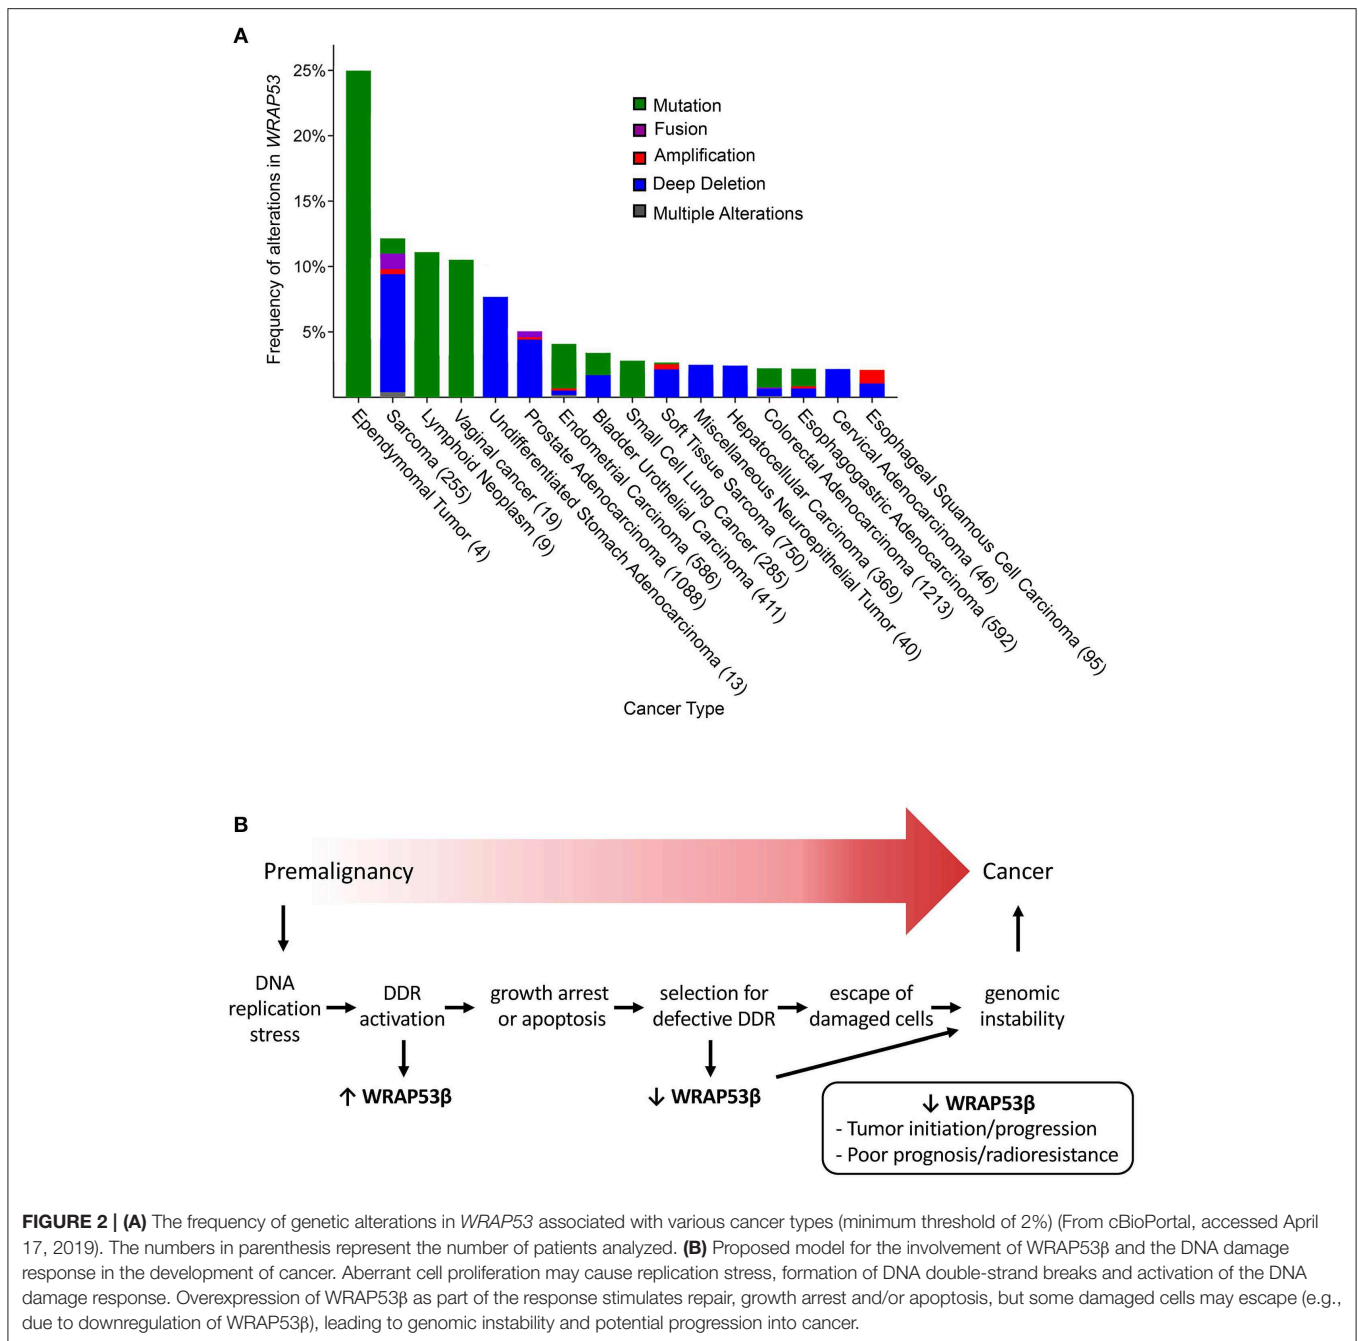 A
Frequency of alterations in WRAP53
25%
20%
15%
10%
5%
Mutation
Fusion
Amplification
Deep Deletion
Multiple Alterations
Ependymomal Tumor (4)
Sarcoma (255)
Lymphoid Neoplasm (9)
Vaginal cancer (19)
Undifferentiated Stomach Adenocarcinoma (13)
Prostate Adenocarcinoma (1088)
Endometrial Carcinoma (586)
Bladder Urothelial Carcinoma (411)
Small Cell Lung Cancer (285)
Soft Tissue Sarcoma (750)
Miscellaneous Neuroepithelial Tumor (40)
Hepatocellular Carcinoma (369)
Colorectal Adenocarcinoma (1213)
Esophagogastric Adenocarcinoma (592)
Cervical Adenocarcinoma (46)
Esophageal Squamous Cell Carcinoma (95)
Cancer Type
B
Premalignancy
Cancer
DNA
replication
stress
DDR
activation
growth arrest
or apoptosis
selection for
defective DDR
escape of
damaged cells
genomic
instability
↑ WRAP53β
↓ WRAP53β
↓ WRAP53β
- Tumor initiation/progression
- Poor prognosis/radioresistance
FIGURE 2 | (A) The frequency of genetic alterations in WRAP53 associated with various cancer types (minimum threshold of 2%) (From cBioPortal, accessed April
17, 2019). The numbers in parenthesis represent the number of patients analyzed. (B) Proposed model for the involvement of WRAP53β and the DNA damage
response in the development of cancer. Aberrant cell proliferation may cause replication stress, formation of DNA double-strand breaks and activation of the DNA
damage response. Overexpression of WRAP53β as part of the response stimulates repair, growth arrest and/or apoptosis, but some damaged cells may escape (e.g.,
due to downregulation of WRAP53β), leading to genomic instability and potential progression into cancer.